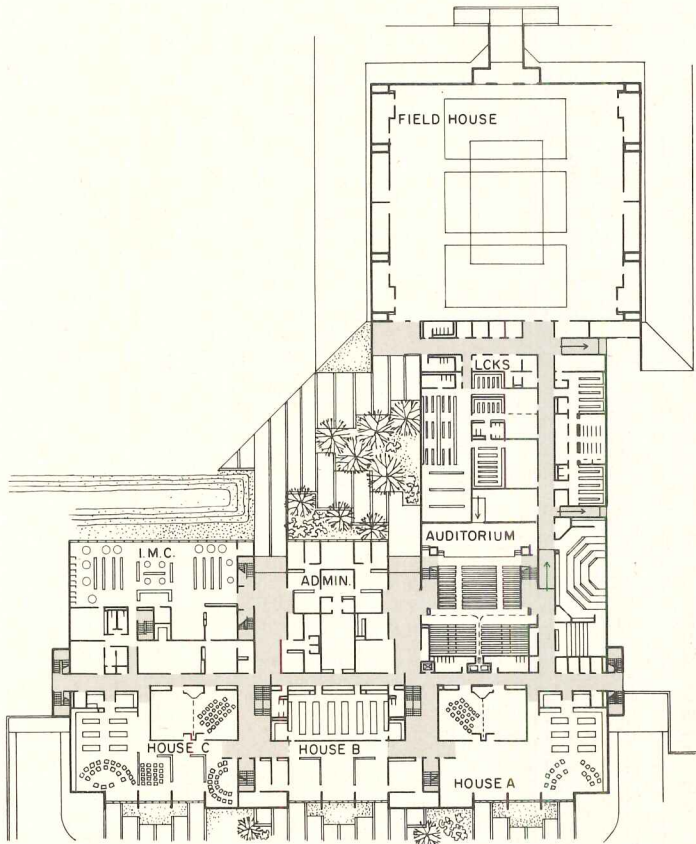 FIELD HOUSE
LCKS
AUDITORIUM
I.M.C.
ADMIN.
HOUSE C
HOUSE B
HOUSE A